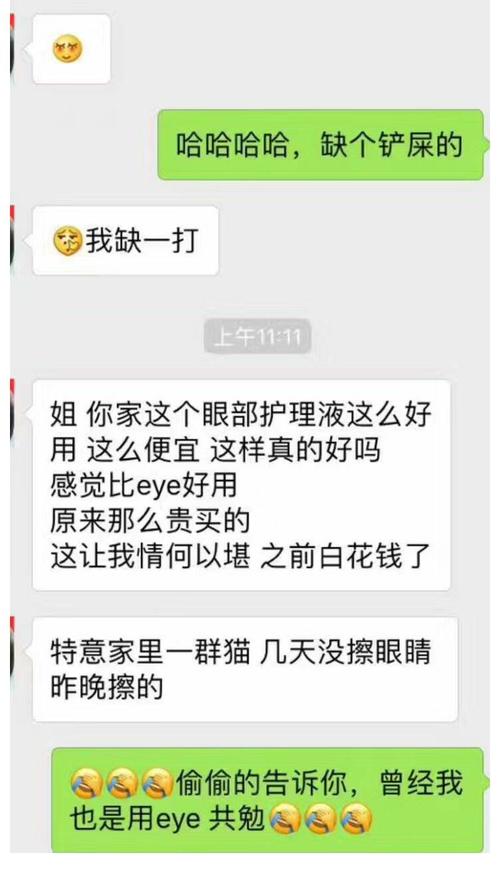 哈哈哈哈，缺个铲屎的
我缺一打
上午11:11
姐 你家这个眼部护理液这么好
用 这么便宜 这样真的好吗
感觉比eye好用
原来那么贵买的
这让我情何以堪 之前白花钱了
特意家里一群猫 几天没擦眼睛
昨晚擦的
偷偷的告诉你，曾经我
也是用eye 共勉